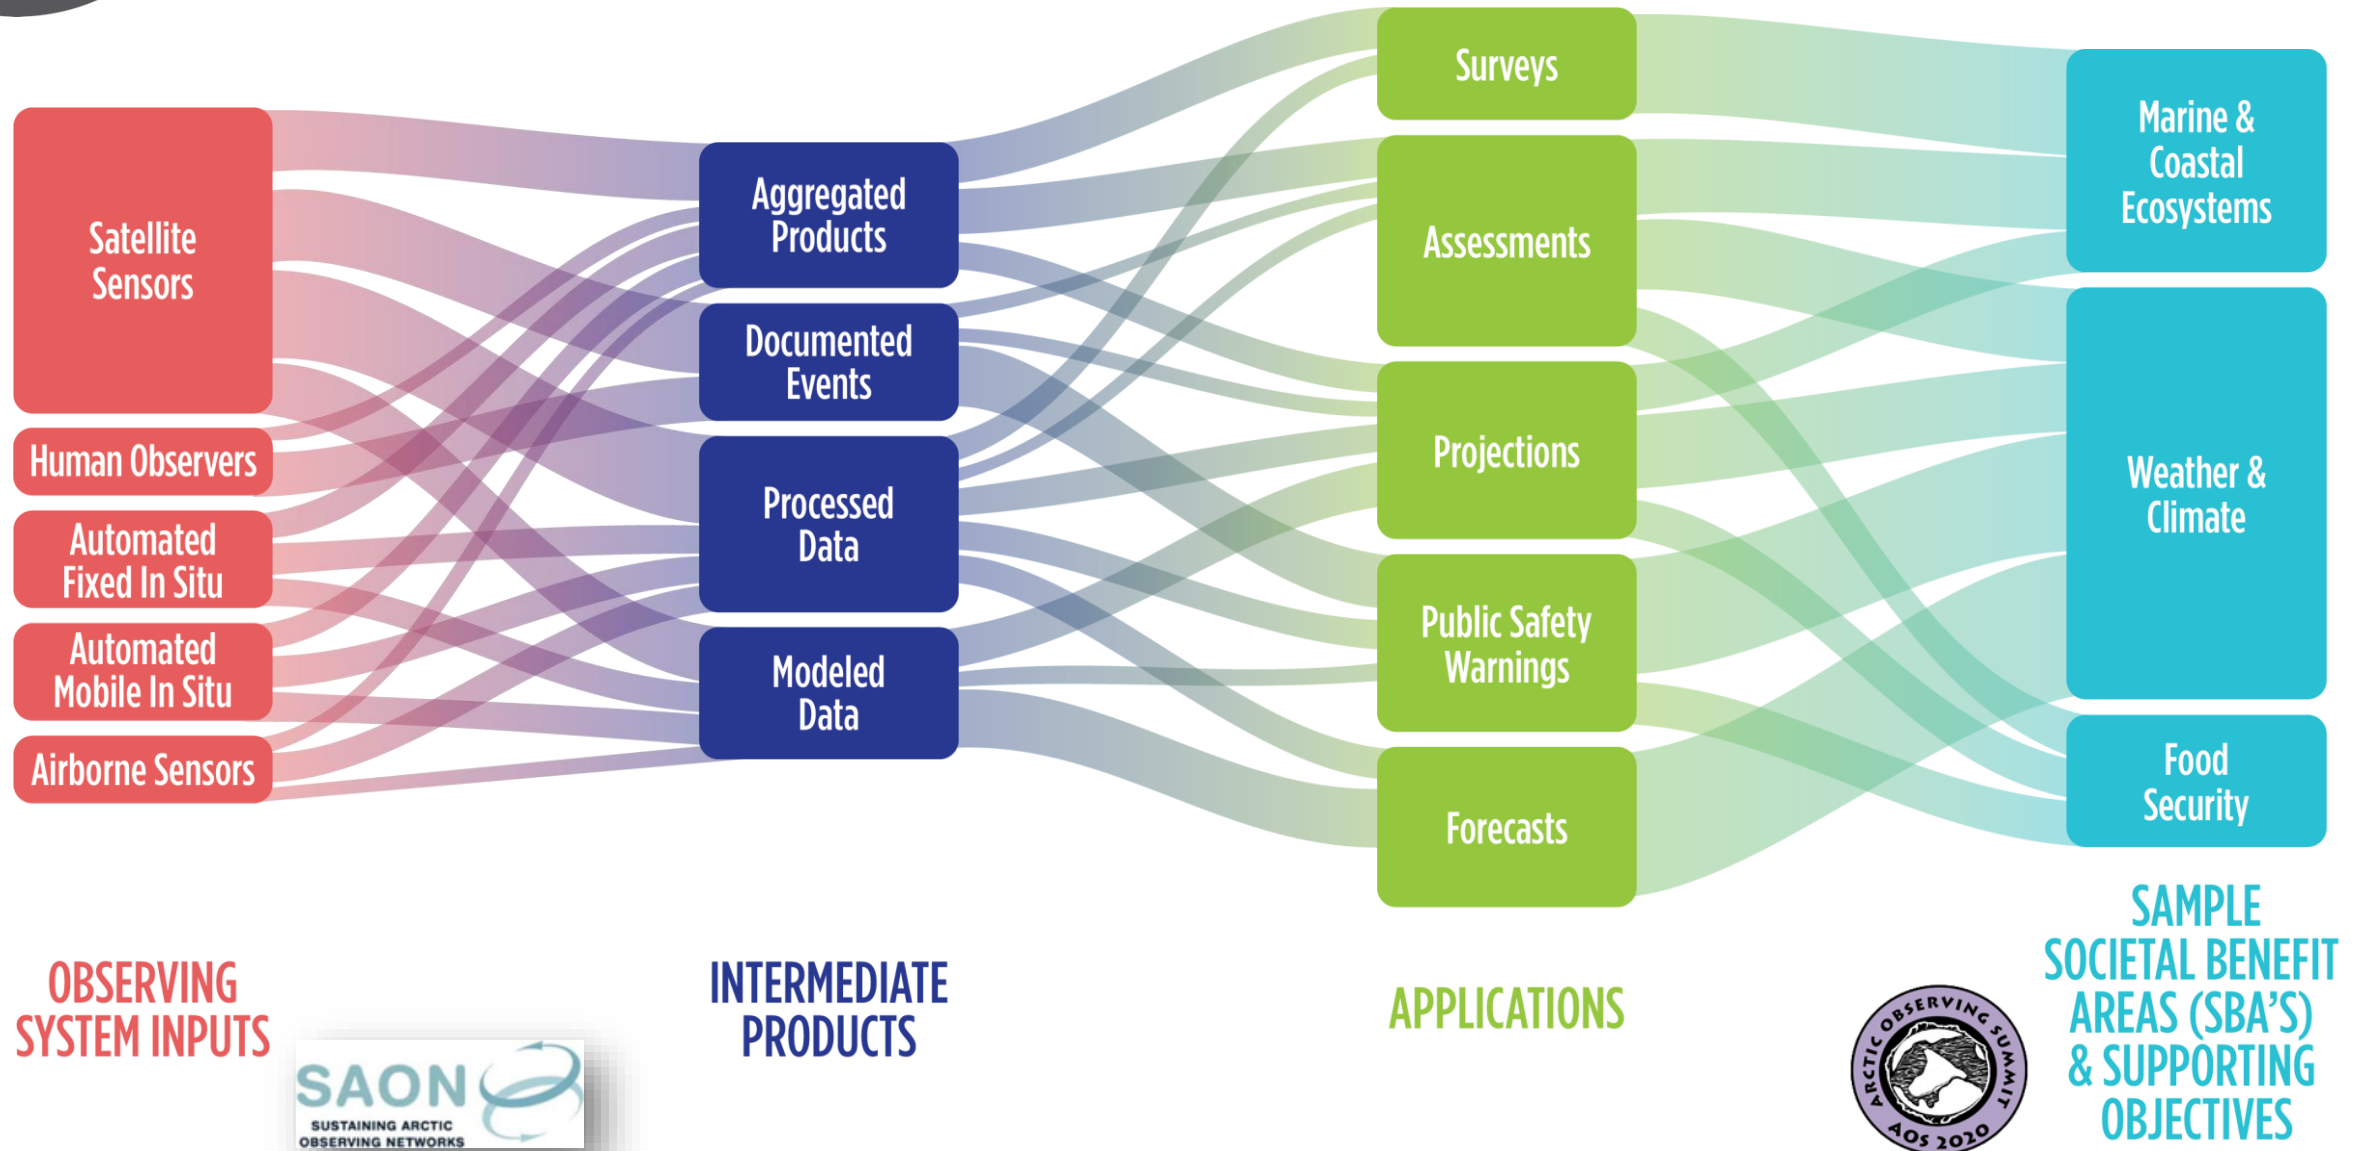 Satellite
Sensors
Human Observers
Automated
Fixed In Situ
Automated
Mobile In Situ
Airborne Sensors
OBSERVING
SYSTEM INPUTS
Aggregated
Products
Documented
Events
Processed
Data
Modeled
Data
INTERMEDIATE
PRODUCTS
Surveys
Assessments
Projections
Public Safety
Warnings
Forecasts
APPLICATIONS
Marine &
Coastal
Ecosystems
Weather &
Climate
Food
Security
SAMPLE
SOCIETAL BENEFIT
AREAS (SBA'S)
& SUPPORTING
OBJECTIVES
SAON
SUSTAINING ARCTIC
OBSERVING NETWORKS
ARCTIC OBSERVING SUMMIT
AOS 2020